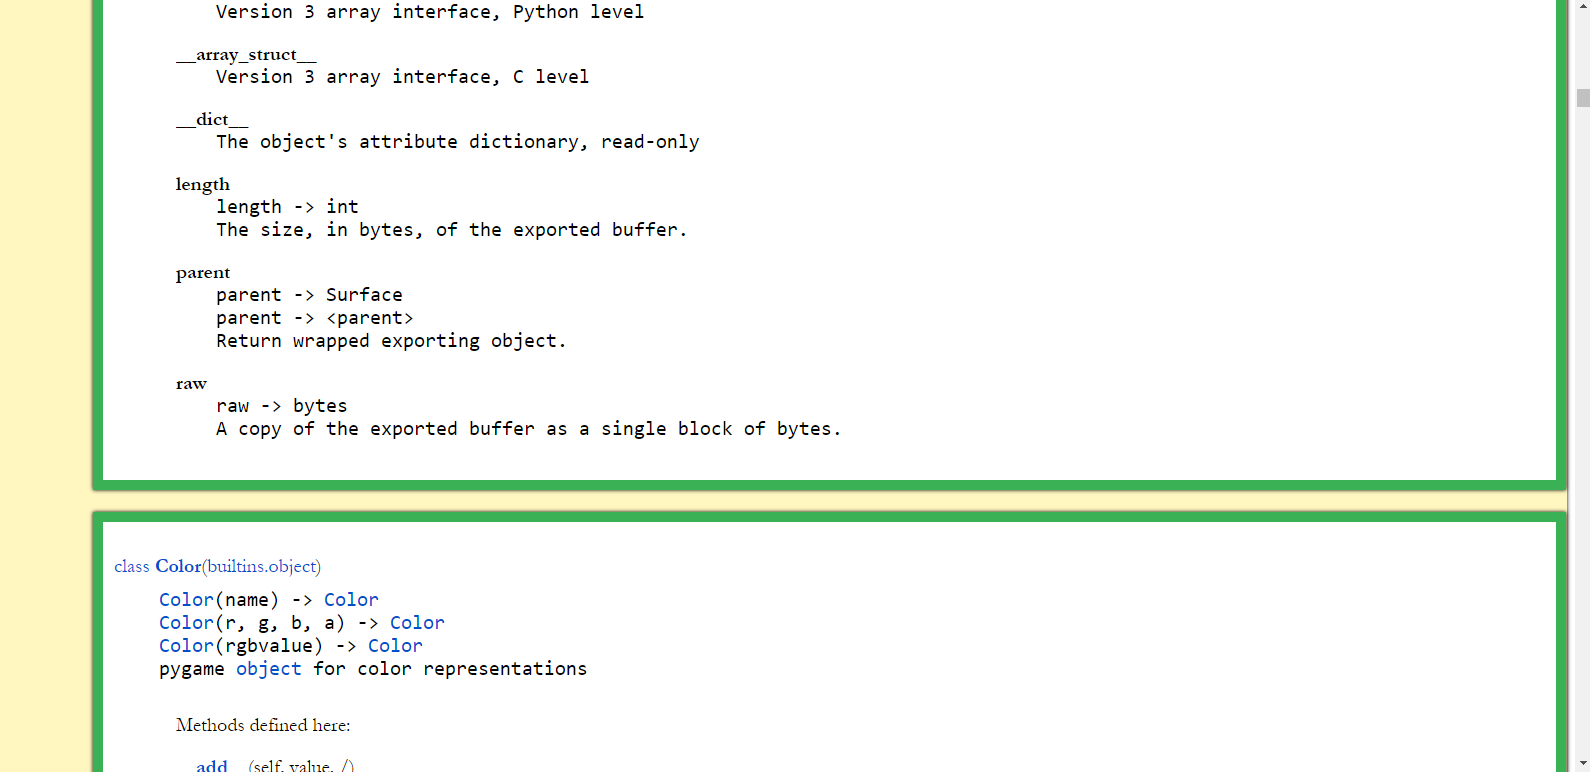 Version 3 array interface, Python level
__array_struct__
Version 3 array interface, C level
__dict__
The object's attribute dictionary, read-only
length
length -> int
The size, in bytes, of the exported buffer.
parent
parent -> Surface
parent -> <parent>
Return wrapped exporting object.
raw
raw -> bytes
A copy of the exported buffer as a single block of bytes.
class Color(builtins.object)
Color(name) -> Color
Color(r, g, b, a) -> Color
Color(rgbvalue) -> Color
pygame object for color representations
Methods defined here:
__add__(self, value, /)